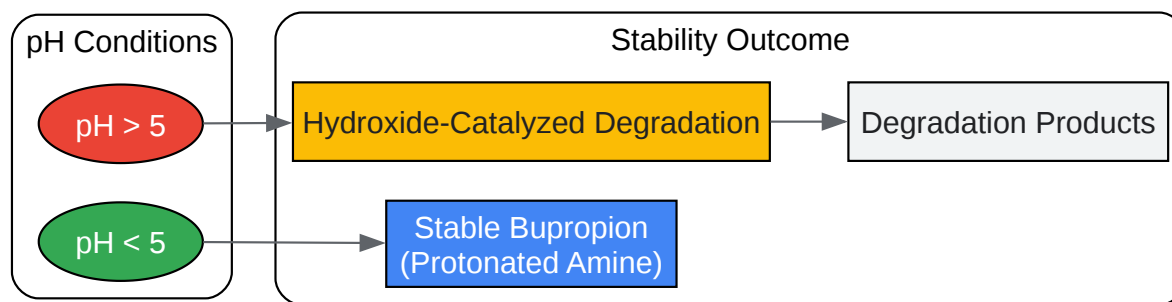 pH Conditions
Stability Outcome
pH > 5
Hydroxide-Catalyzed Degradation
Degradation Products
pH < 5
Stable Bupropion
(Protonated Amine)